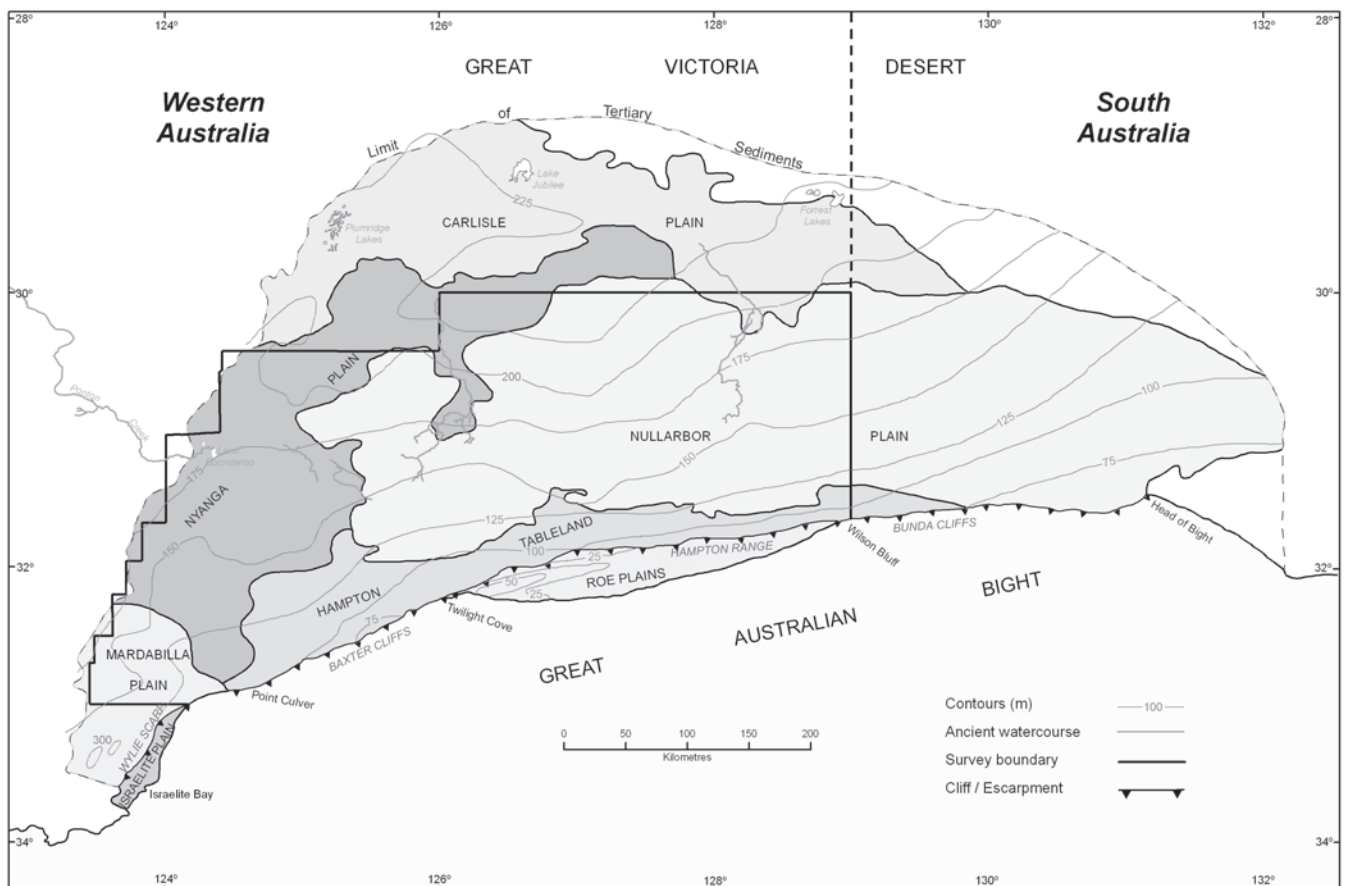 28°
124°
126°
128°
130°
132°
28°
GREAT VICTORIA DESERT
Western
Australia
South
Australia
Limit of Tertiary Sediments
Lake
Jubilee
225
CARLISLE PLAIN
Plumridge
Lakes
Forrest
Lakes
30°
30°
PLAIN
200
175
100
125
Ponton
Creek
NULLARBOR PLAIN
150
75
175
NYANGA
125
TABLELAND
BUNDA CLIFFS
Head of Bight
150
100
25
HAMPTON RANGE
Wilson Bluff
32°
32°
50
ROE PLAINS
25
HAMPTON
75
Twilight Cove
BIGHT
BAXTER CLIFFS
AUSTRALIAN
MARDABILLA
PLAIN
GREAT
Point Culver
300
WYLIE SCARP
ISRAELITE PLAIN
Israelite Bay
0 50 100 150 200
Kilometres
Contours (m) 100
Ancient watercourse
Survey boundary
Cliff / Escarpment
34°
34°
124°
126°
128°
130°
132°